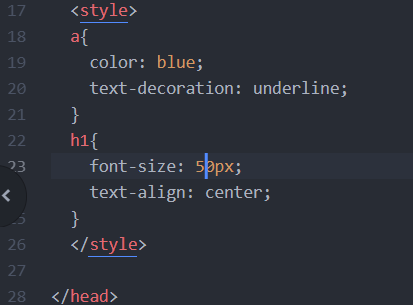 17 <style>
18 a{
19 color: blue;
20 text-decoration: underline;
21 }
22 h1{
23 font-size: 50px;
text-align: center;
25 }
26 </style>
27
28 </head>